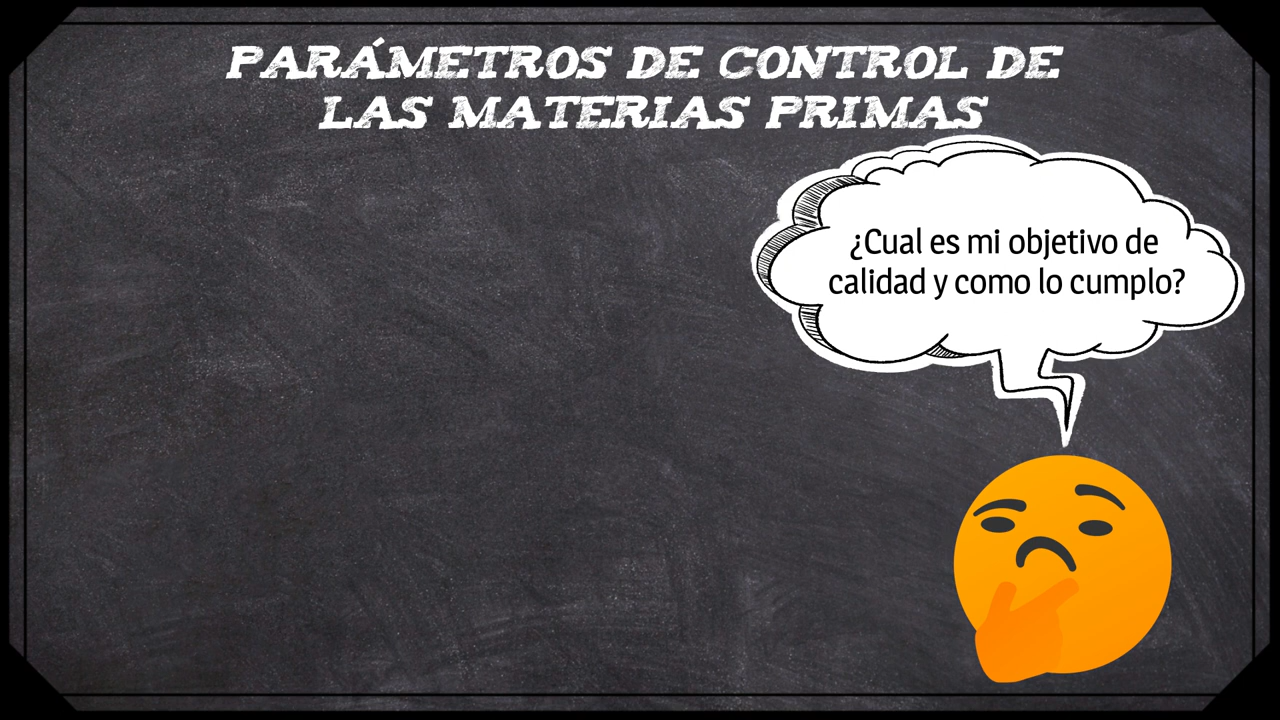 PARÁMETROS DE CONTROL DE
LAS MATERIAS PRIMAS
¿Cual es mi objetivo de
calidad y como lo cumplo?